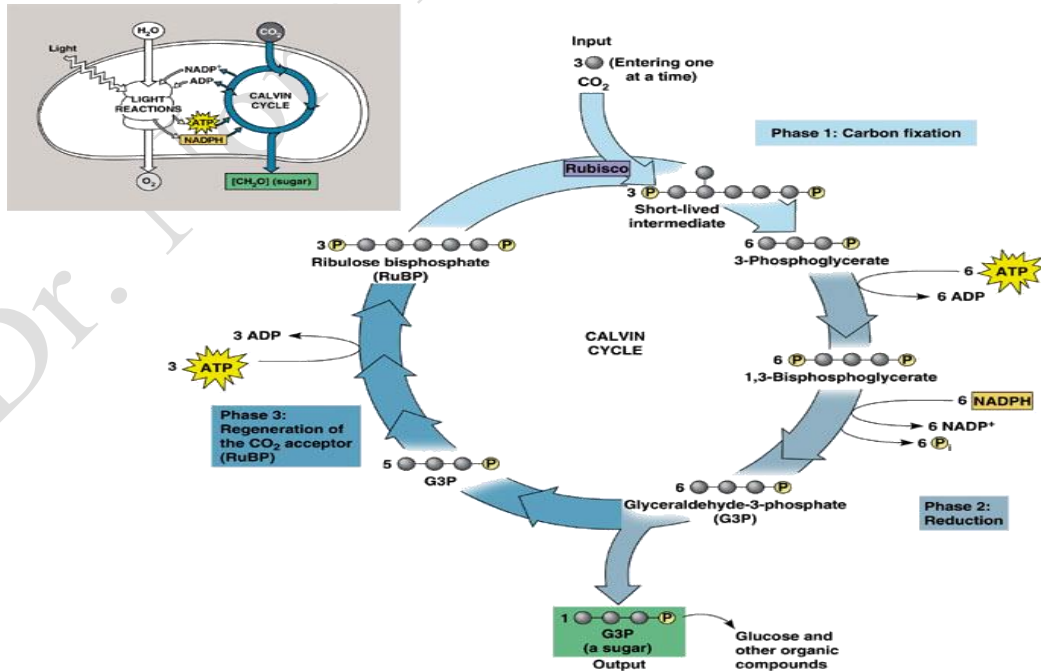 H₂O
CO₂
Light
NADP⁺
ADP
LIGHT
REACTIONS
CALVIN
CYCLE
ATP
NADPH
O₂
[CH₂O] (sugar)
Input
3 (Entering one
at a time)
CO₂
Phase 1: Carbon fixation
Rubisco
3 P P
Short-lived
intermediate
3 P P
Ribulose bisphosphate
(RuBP)
6 P
3-Phosphoglycerate
6 ATP
6 ADP
3 ADP
3 ATP
CALVIN
CYCLE
6 P P
1,3-Bisphosphoglycerate
6 NADPH
6 NADP⁺
6 Pᵢ
Phase 3:
Regeneration of
the CO₂ acceptor
(RuBP)
5 P
G3P
6 P
Glyceraldehyde-3-phosphate
(G3P)
Phase 2:
Reduction
1 P
G3P
(a sugar)
Output
Glucose and
other organic
compounds
Dr.